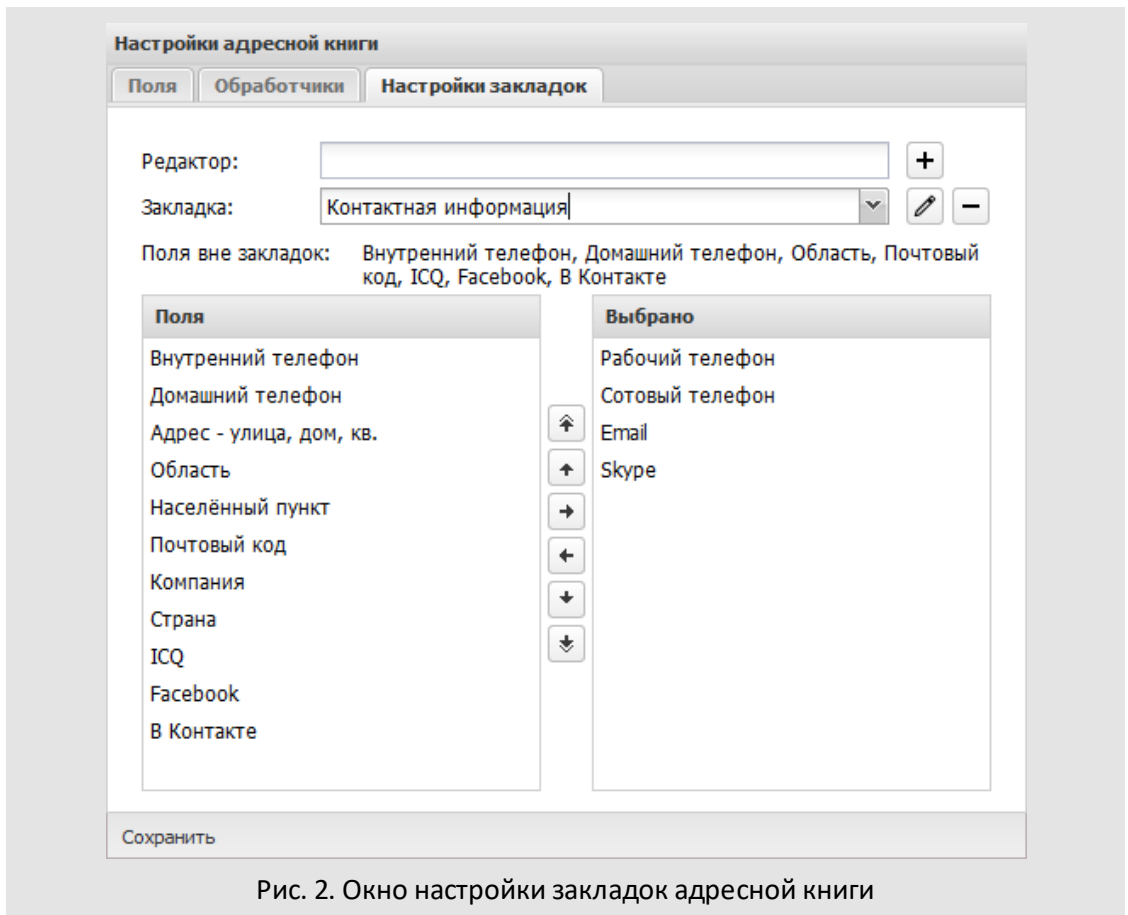 Настройки адресной книги
Поля
Обработчики
Настройки закладок
Редактор:
Закладка:
Контактная информация
Поля вне закладок:
Внутренний телефон, Домашний телефон, Область, Почтовый
код, ICQ, Facebook, В Контакте
Поля
Внутренний телефон
Домашний телефон
Адрес - улица, дом, кв.
Область
Населённый пункт
Почтовый код
Компания
Страна
ICQ
Facebook
В Контакте
Выбрано
Рабочий телефон
Сотовый телефон
Email
Skype
Сохранить
Рис. 2. Окно настройки закладок адресной книги